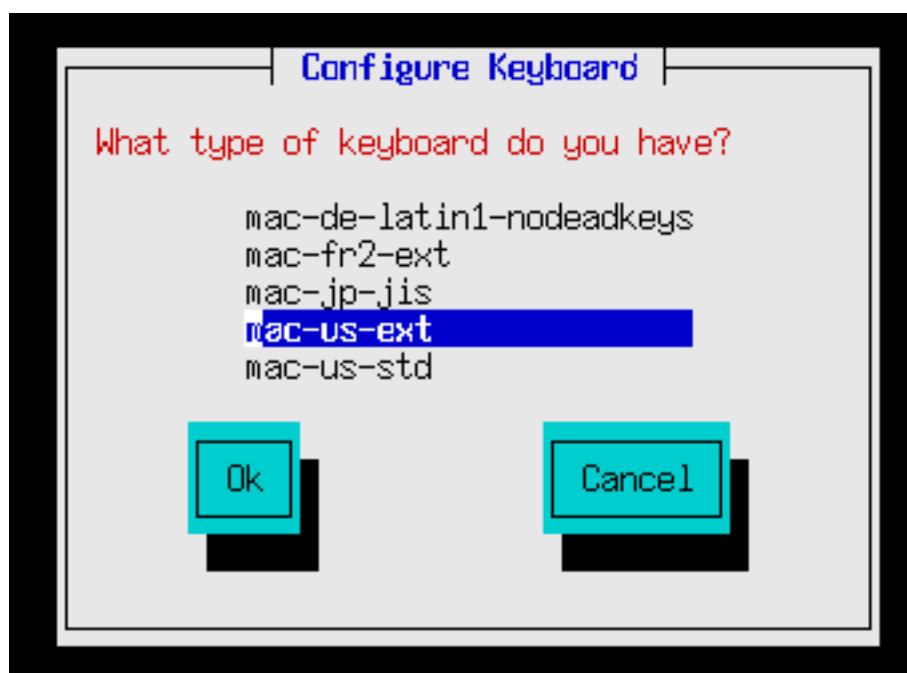 Configure Keyboard
What type of keyboard do you have?
mac-de-latin1-nodeadkeys
mac-fr2-ext
mac-jp-jis
mac-us-ext
mac-us-std
Ok
Cancel